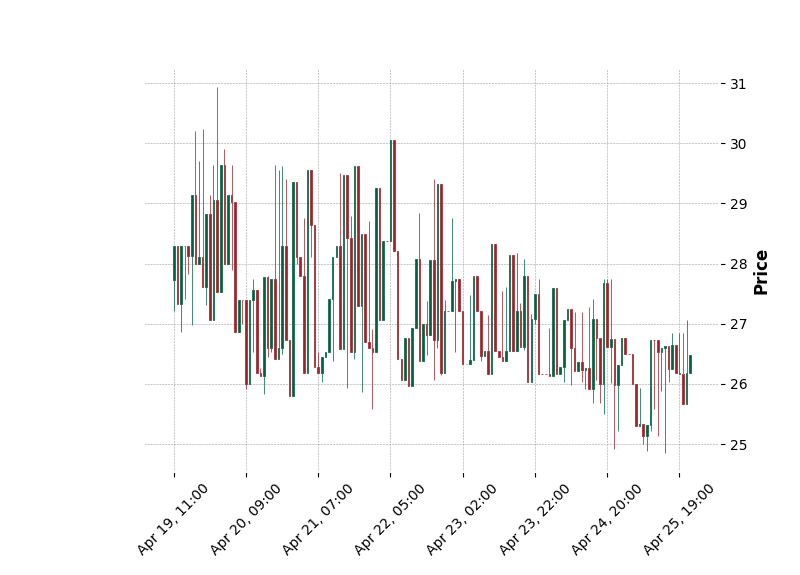 31
30
29
28
27
26
25
Price
Apr 19, 11:00
Apr 20, 09:00
Apr 21, 07:00
Apr 22, 05:00
Apr 23, 02:00
Apr 23, 22:00
Apr 24, 20:00
Apr 25, 19:00